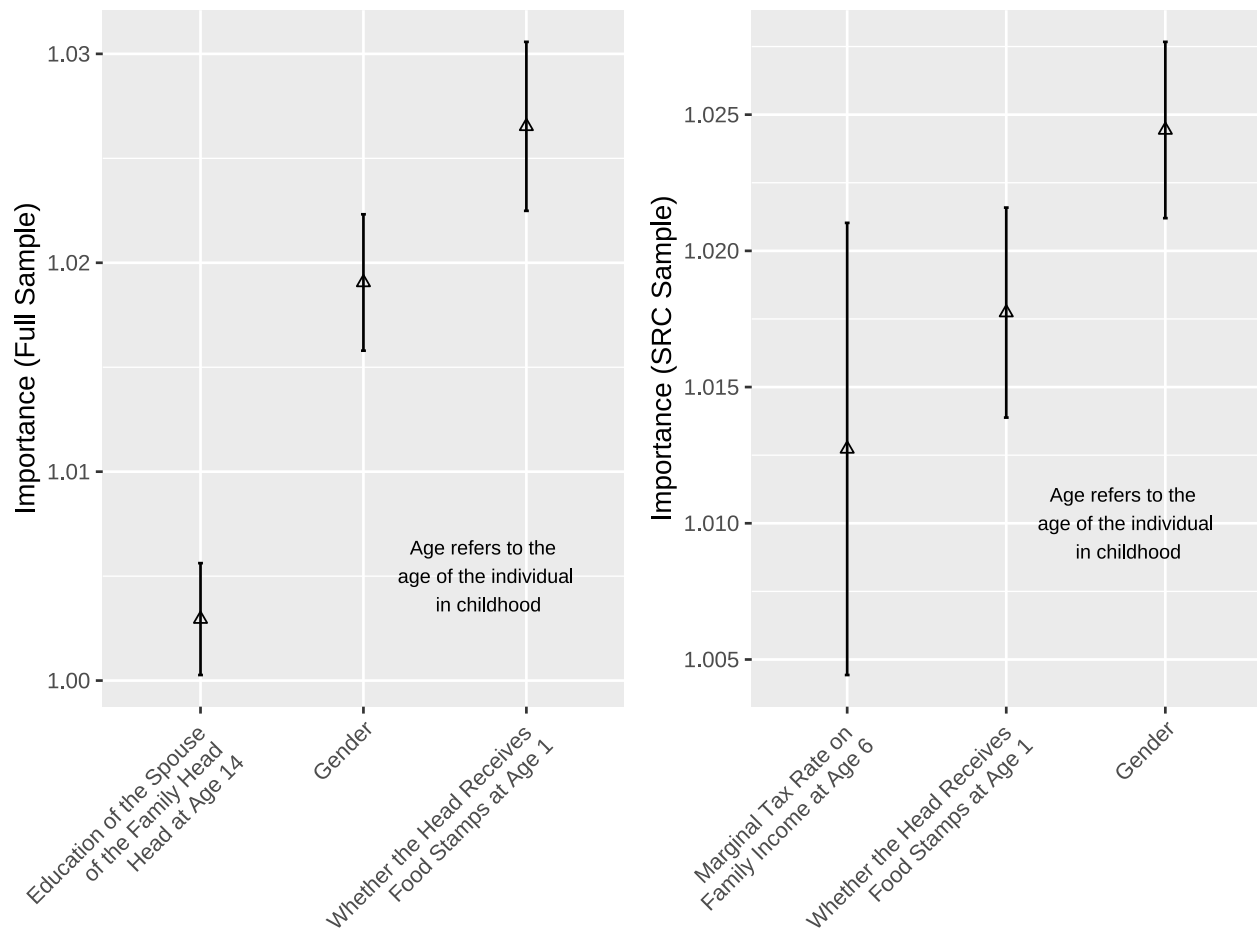 Importance (Full Sample)
1.03
1.02
1.01
1.00
Age refers to the
age of the individual
in childhood
Education of the Spouse
of the Family Head
Head at Age 14
Gender
Whether the Head Receives
Food Stamps at Age 1
Importance (SRC Sample)
1.025
1.020
1.015
1.010
1.005
Age refers to the
age of the individual
in childhood
Marginal Tax Rate on
Family Income at Age 6
Whether the Head Receives
Food Stamps at Age 1
Gender